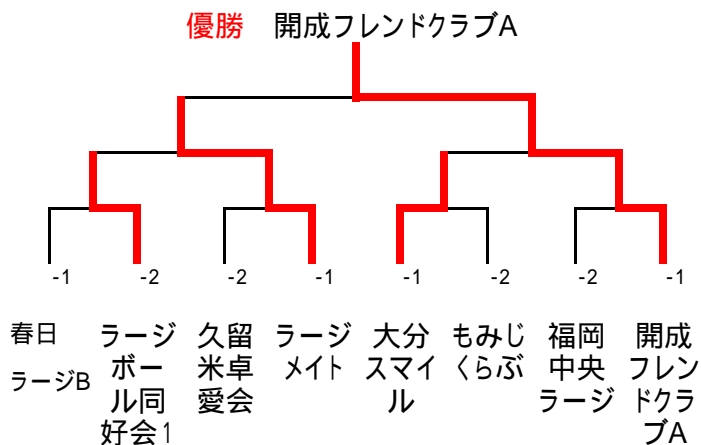 優勝 開成フレンドクラブA
-1 -2 -2 -1 -1 -2 -2 -1
春日
ラージB
ラージ
ボー
ル同
好会1
久留
米卓
愛会
ラージ
メイト
大分
スマイ
ル
もみじ
くらぶ
福岡
中央
ラージ
開成
フレン
ドクラ
ブA